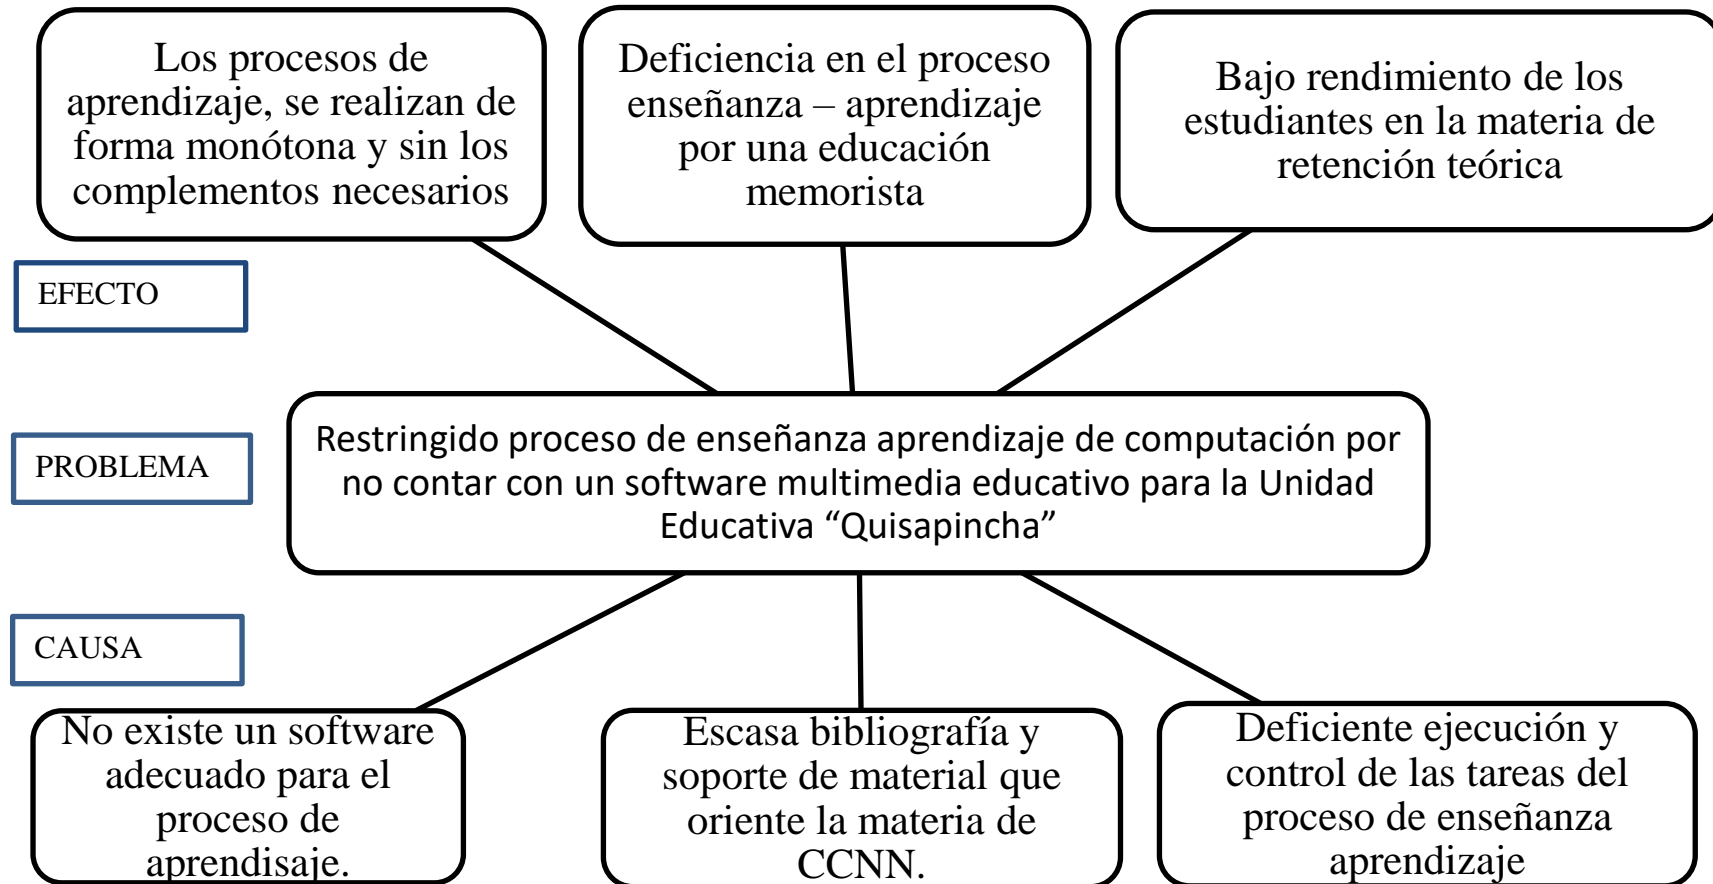 Los procesos de
aprendizaje, se realizan de
forma monótona y sin los
complementos necesarios
Deficiencia en el proceso
enseñanza – aprendizaje
por una educación
memorista
Bajo rendimiento de los
estudiantes en la materia de
retención teórica
EFECTO
PROBLEMA
Restringido proceso de enseñanza aprendizaje de computación por
no contar con un software multimedia educativo para la Unidad
Educativa “Quisapincha”
CAUSA
No existe un software
adecuado para el
proceso de
aprendisaje.
Escasa bibliografía y
soporte de material que
oriente la materia de
CCNN.
Deficiente ejecución y
control de las tareas del
proceso de enseñanza
aprendizaje